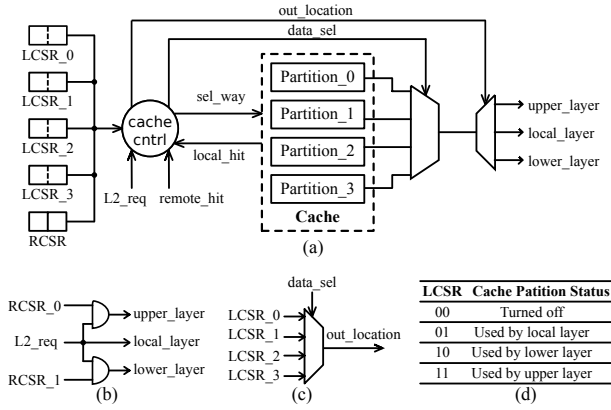 out_location
data_sel
LCSR_0
LCSR_1
LCSR_2
LCSR_3
RCSR
cache
cntrl
sel_way
local_hit
L2_req
remote_hit
Partition_0
Partition_1
Partition_2
Partition_3
Cache
upper_layer
local_layer
lower_layer
(a)
RCSR_0
L2_req
RCSR_1
upper_layer
local_layer
lower_layer
(b)
data_sel
LCSR_0
LCSR_1
LCSR_2
LCSR_3
out_location
(c)
LCSR Cache Patition Status
00 Turned off
01 Used by local layer
10 Used by lower layer
11 Used by upper layer
(d)